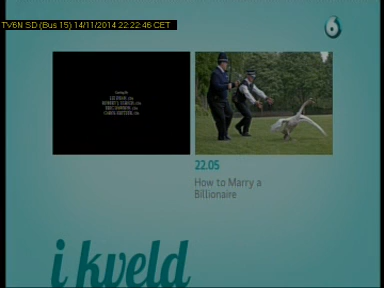 TV6N SD (Bus 15) 14/11/2014 22:22:46 CET
6
22.05
How to Marry a
Billionaire
i kveld